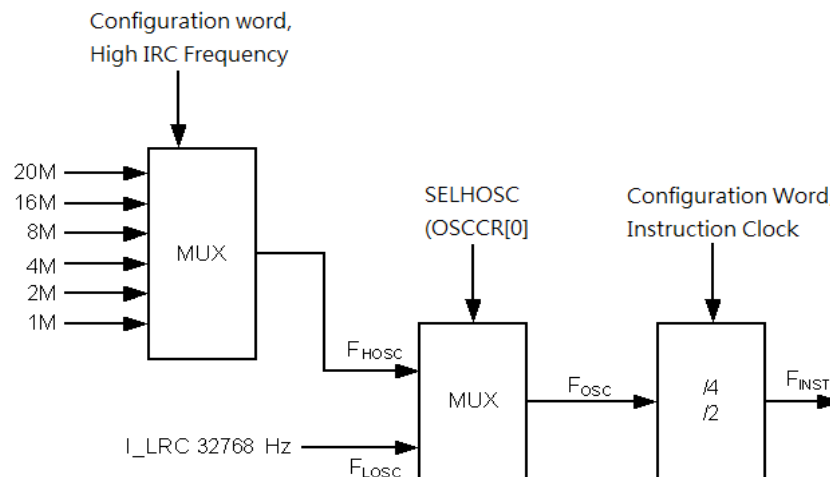 Configuration word,
High IRC Frequency
20M
16M
8M
4M
2M
1M
MUX
SELHOSC
(OSCCR[0]
Configuration Word
Instruction Clock
FHOSC
MUX
FOSC
/4
/2
FINST
I_LRC 32768 Hz
FLOSC